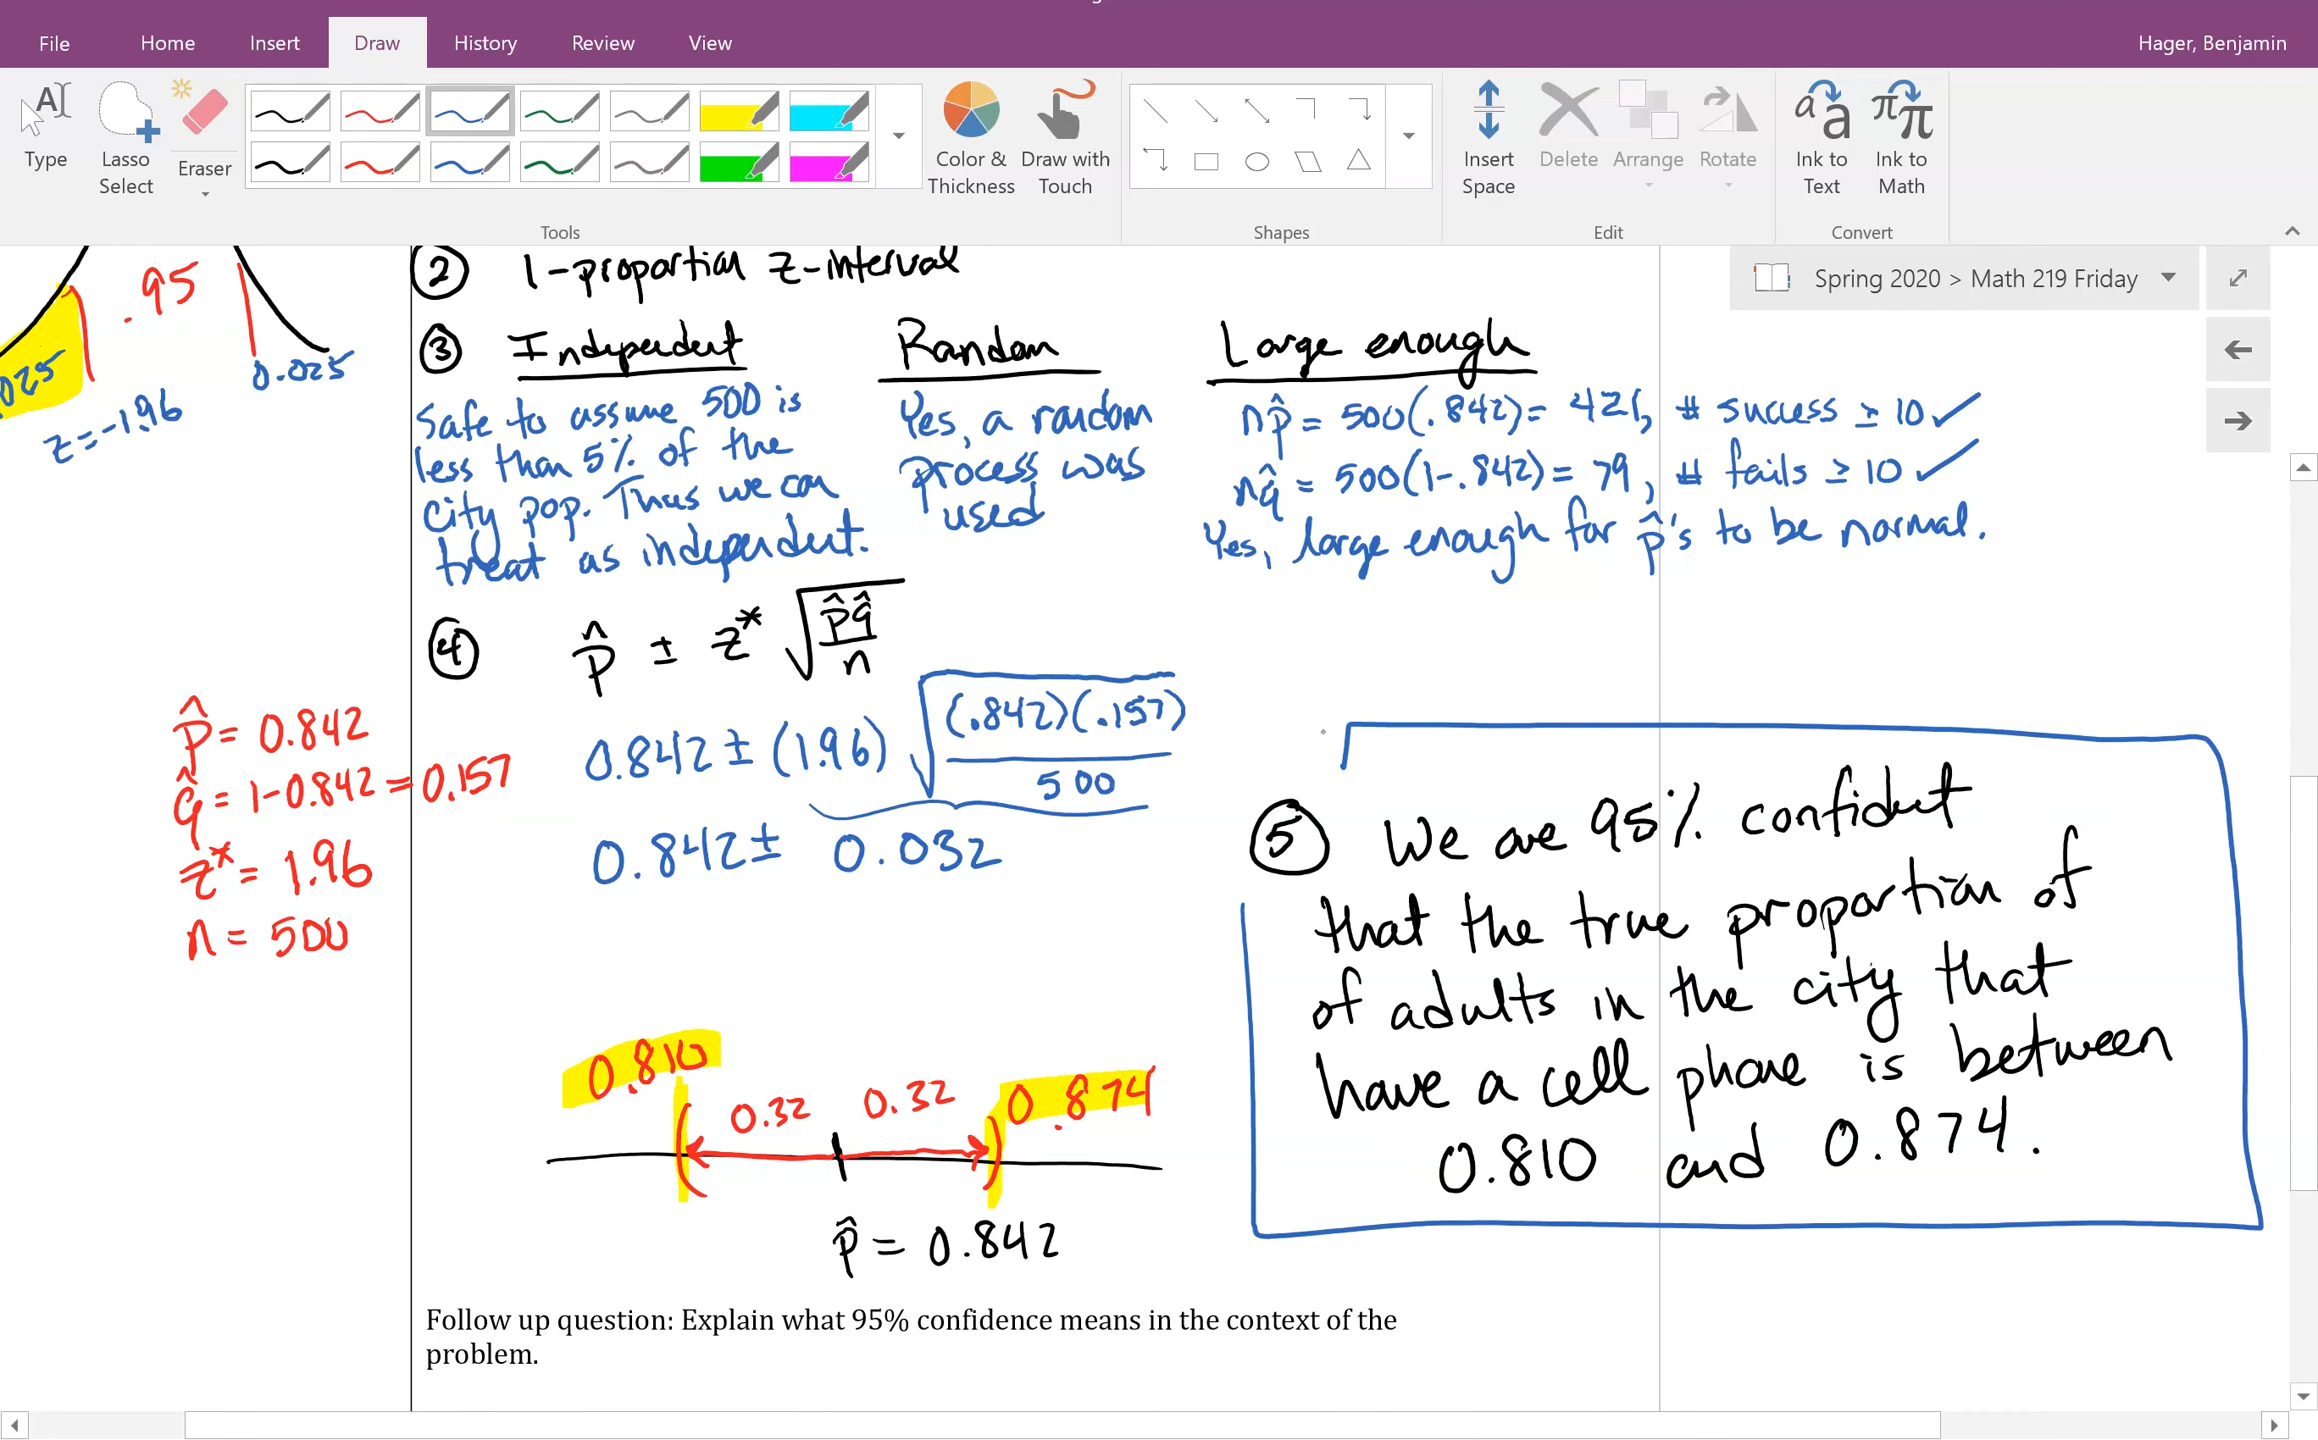 File Home Insert Draw History Review View Hager, Benjamin
Type Lasso Select Eraser Color & Thickness Draw with Touch Insert Space Delete Arrange Rotate Ink to Text Ink to Math
Tools Shapes Edit Convert
Spring 2020 > Math 219 Friday
.95
025
0.025
z=-1.96
② 1-proportion z-interval
③ Independent Random Large enough
Safe to assume 500 is
less than 5% of the
city pop. Thus we can
treat as independent.
Yes, a random
process was
used
np̂ = 500(.842) = 421, # success ≥ 10 ✓
nq̂ = 500(1-.842) = 79, # fails ≥ 10 ✓
Yes, large enough for p̂'s to be normal.
④ p̂ ± z* √(p̂q̂/n)
0.842 ± (1.96) √((.842)(.157)/500)
0.842 ± 0.032
p̂ = 0.842
q̂ = 1-0.842 = 0.157
z* = 1.96
n = 500
0.810 0.32 0.32 0.874
p̂ = 0.842
⑤ We are 95% confident
that the true proportion of
of adults in the city that
have a cell phone is between
0.810 and 0.874.
Follow up question: Explain what 95% confidence means in the context of the
problem.